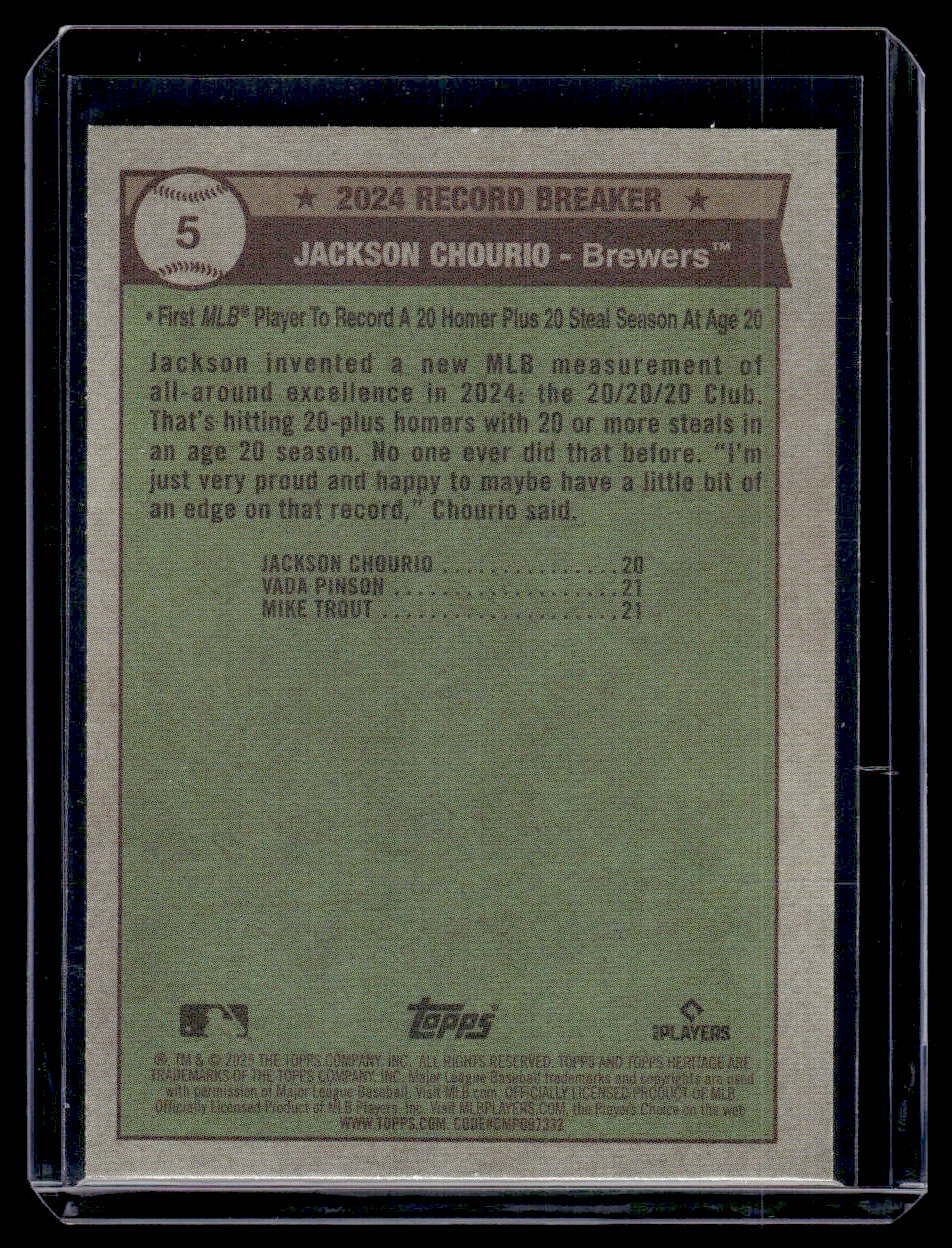 5
★ 2024 RECORD BREAKER ★
JACKSON CHOURIO - Brewers™
• First MLB® Player To Record A 20 Homer Plus 20 Steal Season At Age 20
Jackson invented a new MLB measurement of
all-around excellence in 2024: the 20/20/20 Club.
That's hitting 20-plus homers with 20 or more steals in
an age 20 season. No one ever did that before. “I'm
just very proud and happy to maybe have a little bit of
an edge on that record,” Chourio said.
JACKSON CHOURIO ...............20
VADA PINSON ....................21
MIKE TROUT .....................21
Topps
PLAYERS
®, TM & © 2025 THE TOPPS COMPANY, INC. ALL RIGHTS RESERVED. TOPPS AND TOPPS HERITAGE ARE
TRADEMARKS OF THE TOPPS COMPANY, INC. Major League Baseball trademarks and copyrights are used
with permission of Major League Baseball. Visit MLB.com. OFFICIALLY LICENSED PRODUCT OF MLB
Officially Licensed Product of MLB Players, Inc. Visit MLBPLAYERS.COM, the Players Choice on the web
WWW.TOPPS.COM. CODE#CMP097332